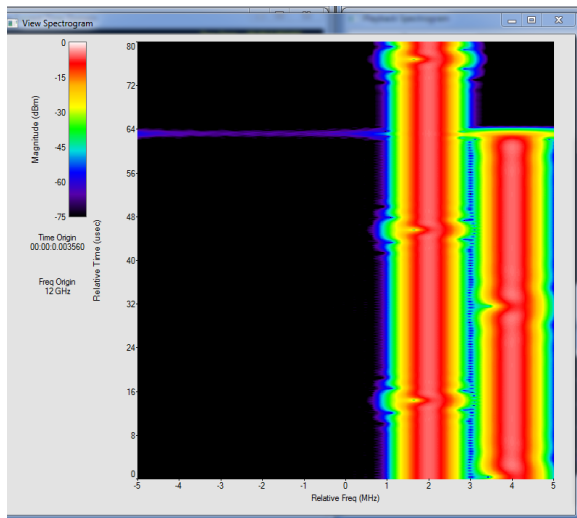 View Spectrogram
Playback Spectrogram
Magnitude (dBm)
0
-15
-30
-45
-60
-75
Time Origin
00:00:0.003560
Freq Origin
12 GHz
Relative Time (usec)
80
72
64
56
48
40
32
24
16
8
0
-5 -4 -3 -2 -1 0 1 2 3 4 5
Relative Freq (MHz)